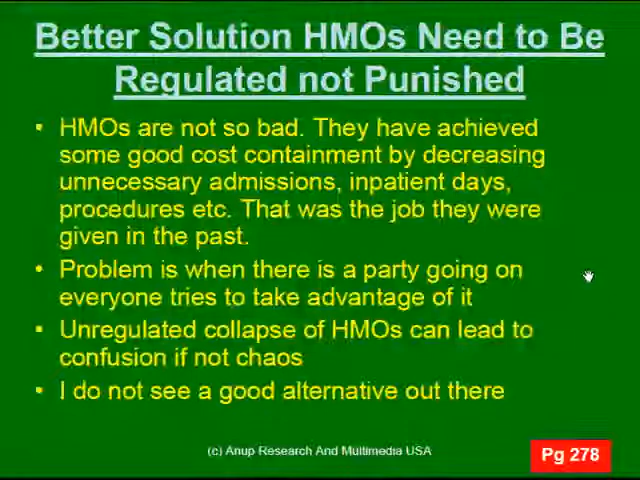 Better Solution HMOs Need to Be
Regulated not Punished
• HMOs are not so bad. They have achieved
some good cost containment by decreasing
unnecessary admissions, inpatient days,
procedures etc. That was the job they were
given in the past.
• Problem is when there is a party going on
everyone tries to take advantage of it
• Unregulated collapse of HMOs can lead to
confusion if not chaos
• I do not see a good alternative out there
(c) Anup Research And Multimedia USA
Pg 278